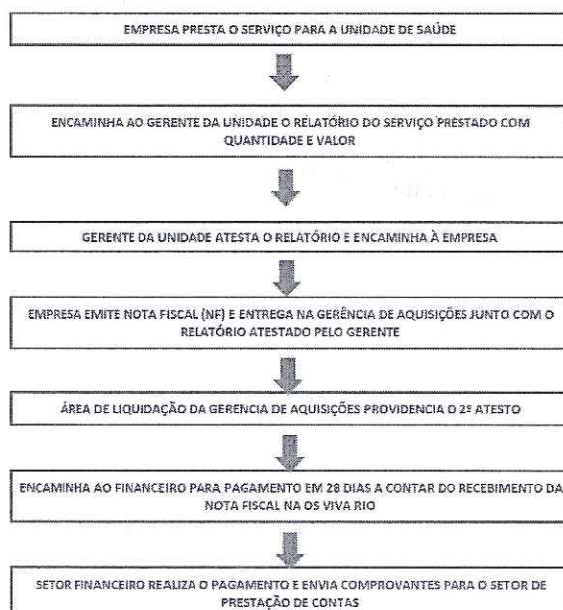 EMPRESA PRESTA O SERVIÇO PARA A UNIDADE DE SAÚDE
ENCAMINHA AO GERENTE DA UNIDADE O RELATÓRIO DO SERVIÇO PRESTADO COM
QUANTIDADE E VALOR
GERENTE DA UNIDADE ATESTA O RELATÓRIO E ENCAMINHA À EMPRESA
EMPRESA EMITE NOTA FISCAL (NF) E ENTREGA NA GERÊNCIA DE AQUISIÇÕES JUNTO COM O
RELATÓRIO ATESTADO PELO GERENTE
ÁREA DE LIQUIDAÇÃO DA GERENCIA DE AQUISIÇÕES PROVIDENCIA O 2º ATESTO
ENCAMINHA AO FINANCEIRO PARA PAGAMENTO EM 28 DIAS A CONTAR DO RECEBIMENTO DA
NOTA FISCAL NA OS VIVA RIO
SETOR FINANCEIRO REALIZA O PAGAMENTO E ENVIA COMPROVANTES PARA O SETOR DE
PRESTAÇÃO DE CONTAS